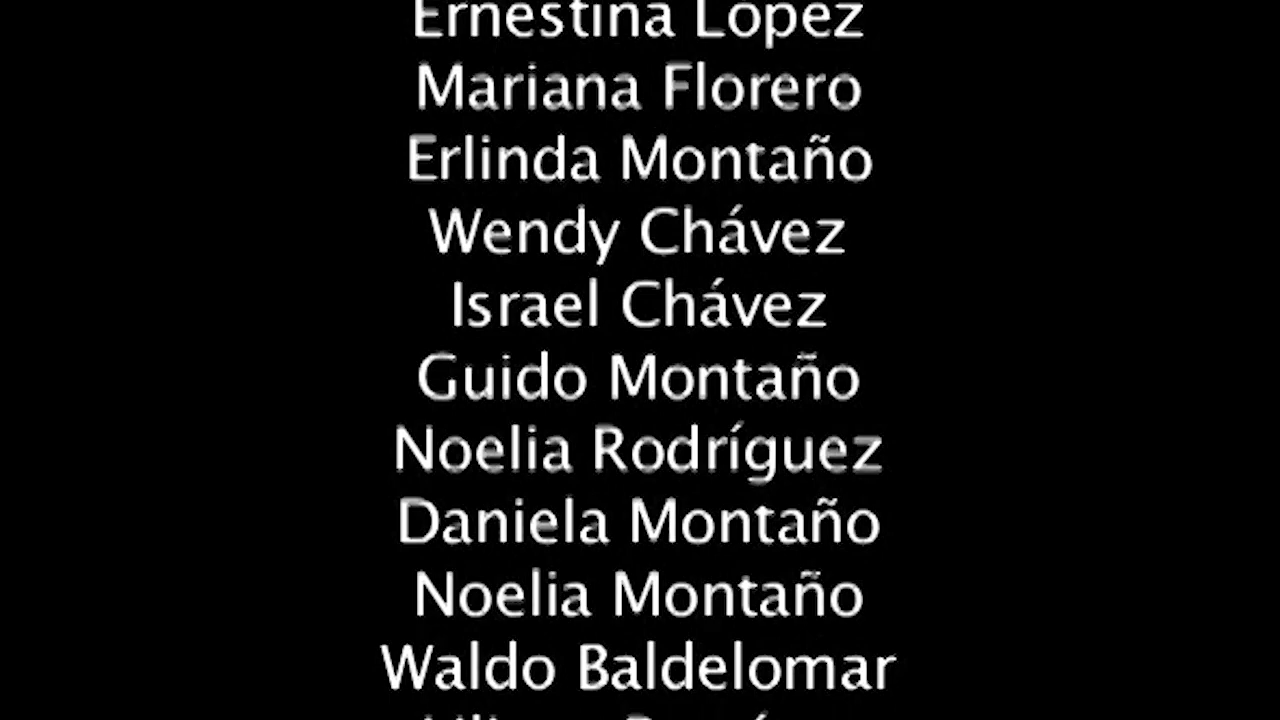 Ernestina López
Mariana Florero
Erlinda Montaño
Wendy Chávez
Israel Chávez
Guido Montaño
Noelia Rodríguez
Daniela Montaño
Noelia Montaño
Waldo Baldelomar